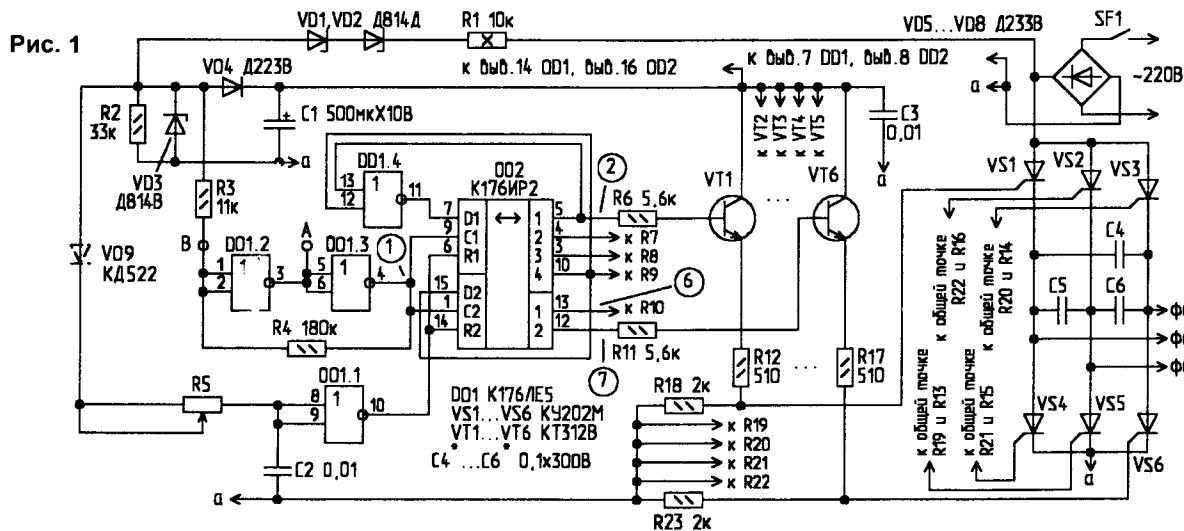 Рис. 1
VD1,VD2 Д814Д
R1 10к
VD5...VD8 Д233В
SF1
~220В
к выв.14 DD1, выв.16 DD2
к выв.7 DD1, выв.8 DD2
а
VD4 Д223В
R2
33к
C1 500мкХ10В
а
VD3
Д814В
R3
11к
к VT2
к VT3
к VT4
к VT5
C3
0,01
а
DD1.4
13
12
1
11
DD2
К176ИР2
7 D1
9 C1
6 R1
15 D2
1 C2
14 R2
1 5
2 4
3 3
4 10
1 13
2 12
2
R6 5,6к
к R7
к R8
к R9
6
к R10
R11 5,6к
7
VT1
...
VT6
VS1
VS2
VS3
VD9
КД522
В
DD1.2
1
2
1
3
А
DD1.3
5
6
1
4
1
R4 180к
R5
DD1.1
8
9
1
10
C2 0,01
а
DD1 К176ЛЕ5
VS1...VS6 КУ202М
VT1...VT6 КТ312В
C4*...C6* 0,1х300В
R12
510
...
R17
510
R18 2к
к R19
к R20
к R21
к R22
R23 2к
к общей точке
R22 и R16
к общей точке
R20 и R14
к общей точке
R19 и R13
к общей точке
R21 и R15
C4
C5
C6
VS4
VS5
VS6
а